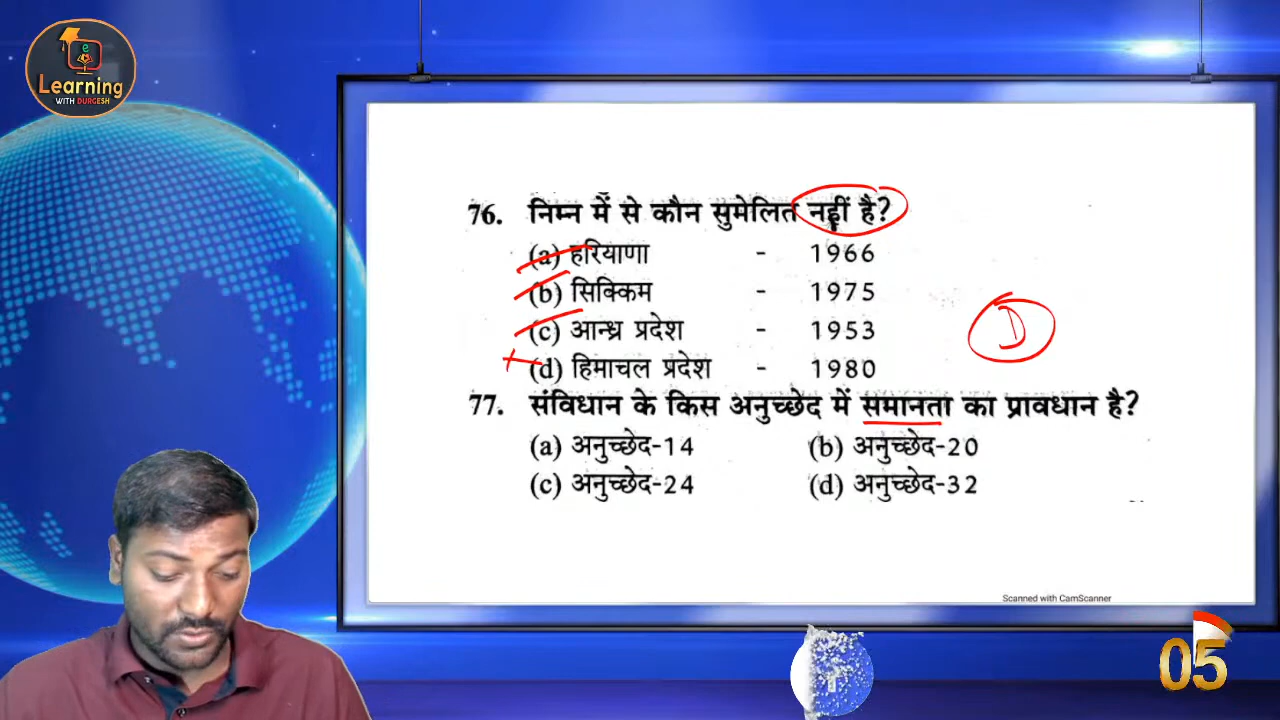 e
Learning
WITH DURGESH
76. निम्न में से कौन सुमेलित नहीं है?
(a) हरियाणा - 1966
(b) सिक्किम - 1975
(c) आन्ध्र प्रदेश - 1953
(d) हिमाचल प्रदेश - 1980
D
77. संविधान के किस अनुच्छेद में समानता का प्रावधान है?
(a) अनुच्छेद-14 (b) अनुच्छेद-20
(c) अनुच्छेद-24 (d) अनुच्छेद-32
Scanned with CamScanner
05